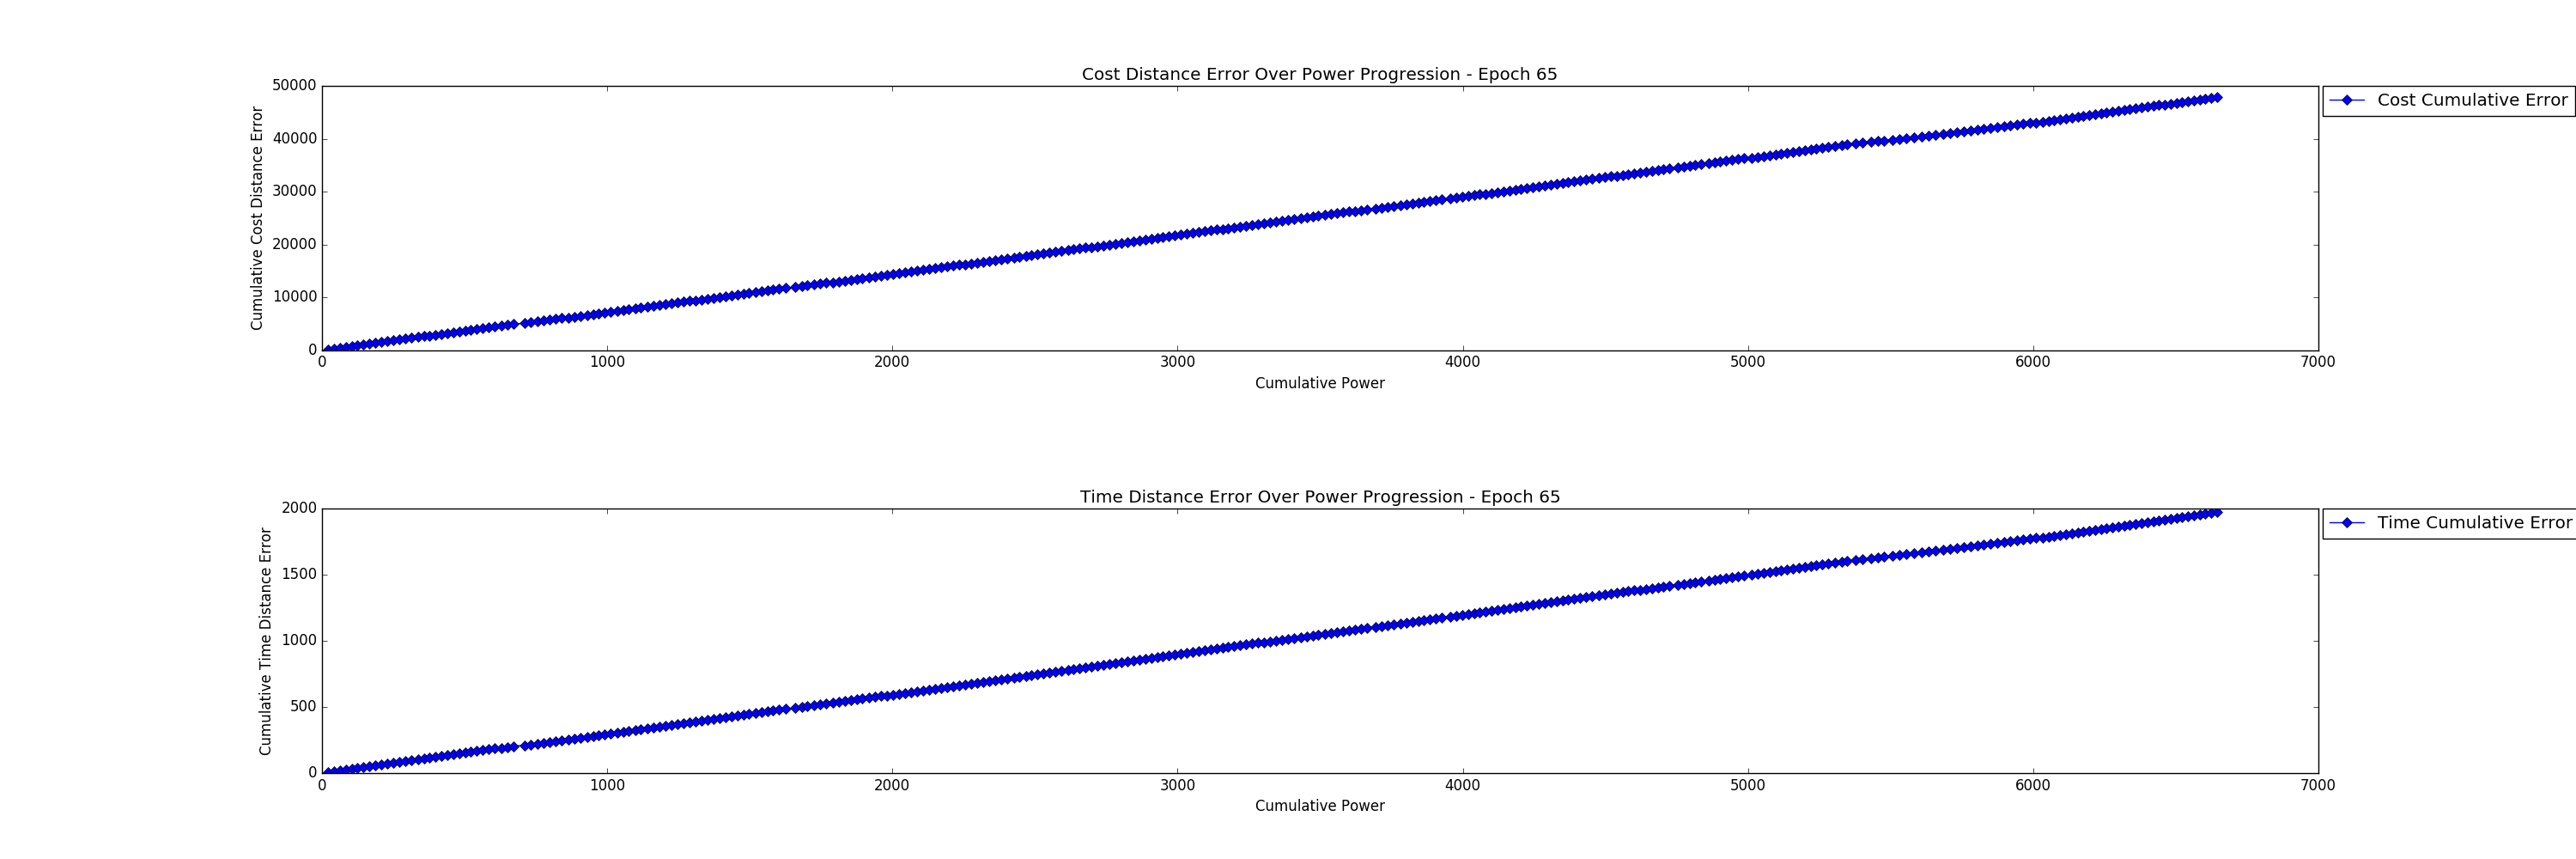 Cost Distance Error Over Power Progression - Epoch 65
50000
40000
30000
20000
10000
0
Cumulative Cost Distance Error
0 1000 2000 3000 4000 5000 6000 7000
Cumulative Power
Cost Cumulative Error
Time Distance Error Over Power Progression - Epoch 65
2000
1500
1000
500
0
Cumulative Time Distance Error
0 1000 2000 3000 4000 5000 6000 7000
Cumulative Power
Time Cumulative Error